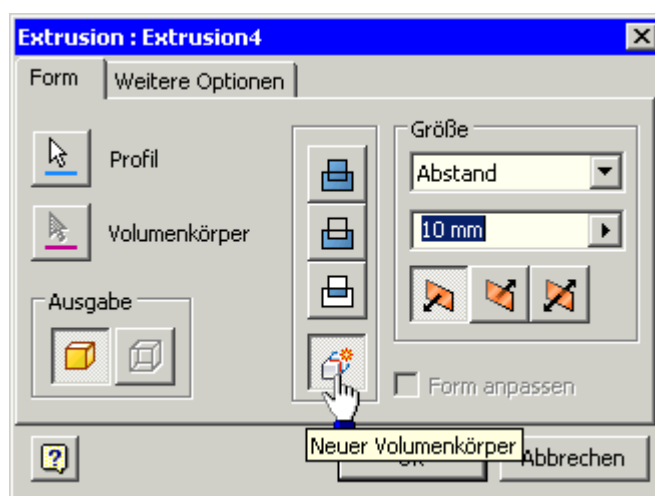 Extrusion : Extrusion4
Form Weitere Optionen
Profil
Volumenkörper
Ausgabe
Größe
Abstand
10 mm
Form anpassen
Neuer Volumenkörper
Abbrechen